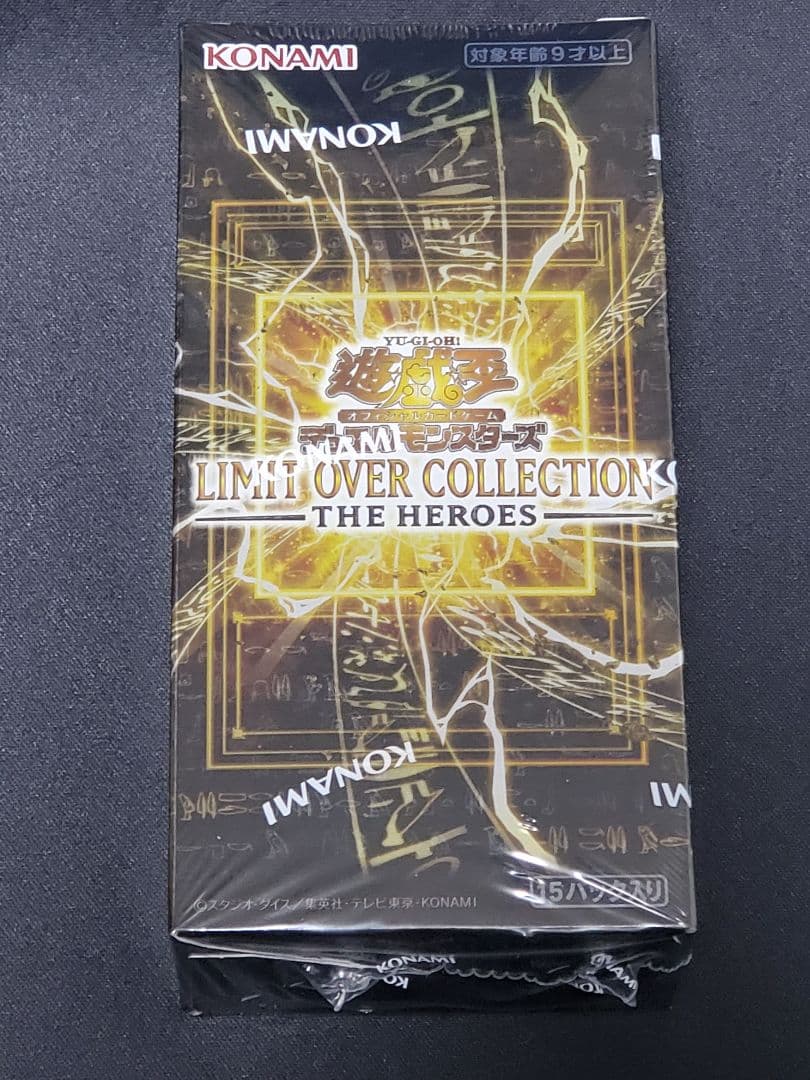 KONAMI
対象年齢9才以上
KONAMI
YU-GI-OH!
遊戯王
オフィシャルカードゲーム
デュエルモンスターズ
KONAMI
LIMIT OVER COLLECTION
THE HEROES
KONAMI
©スタジオ・ダイス/集英社・テレビ東京・KONAMI
15パック入り
KONAMI